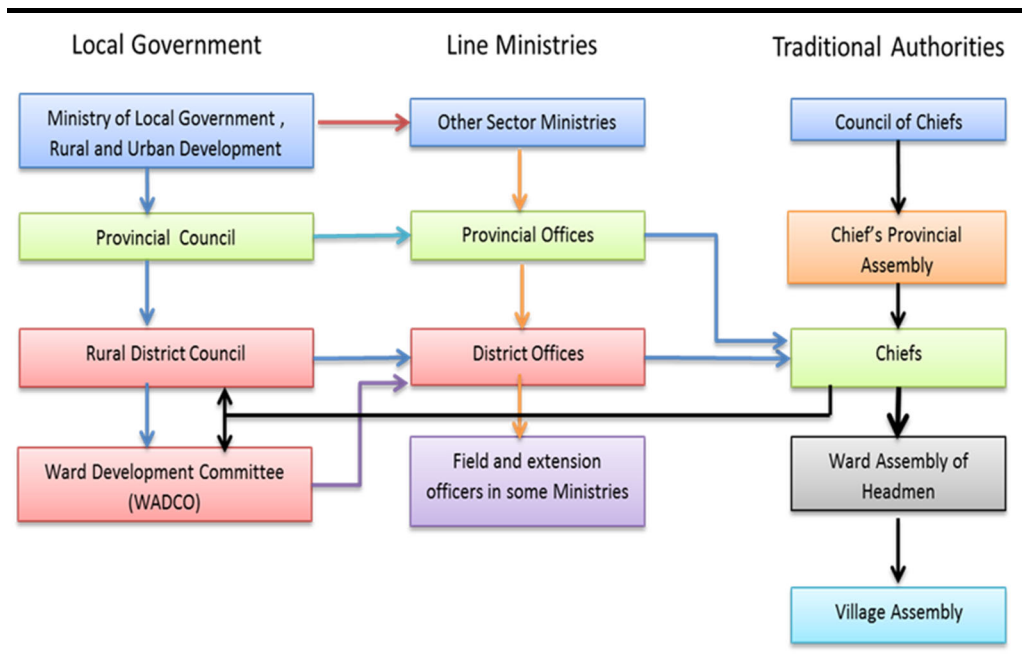 Local Government
Line Ministries
Traditional Authorities
Ministry of Local Government ,
Rural and Urban Development
Other Sector Ministries
Council of Chiefs
Provincial Council
Provincial Offices
Chief's Provincial
Assembly
Rural District Council
District Offices
Chiefs
Ward Development Committee
(WADCO)
Field and extension
officers in some Ministries
Ward Assembly of
Headmen
Village Assembly